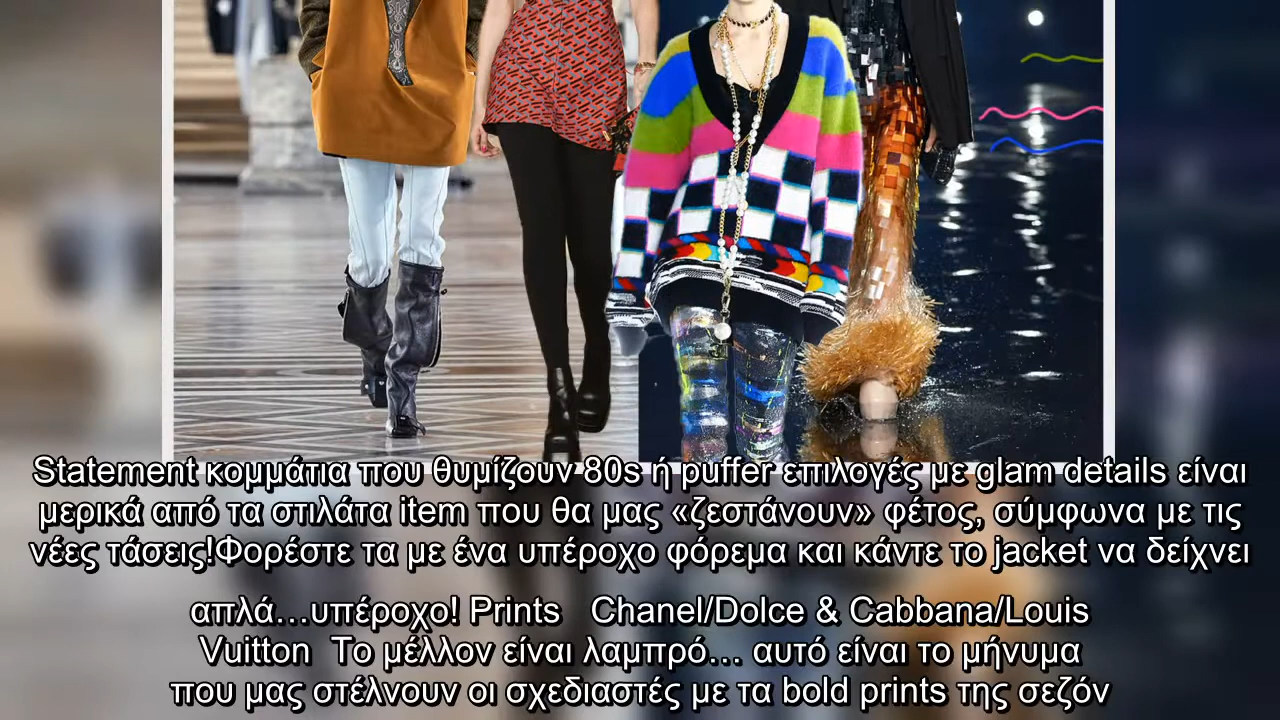 Statement κομμάτια που θυμίζουν 80s ή puffer επιλογές με glam details είναι
μερικά από τα στιλάτα item που θα μας «ζεστάνουν» φέτος, σύμφωνα με τις
νέες τάσεις!Φορέστε τα με ένα υπέροχο φόρεμα και κάντε το jacket να δείχνει
απλά…υπέροχο! Prints Chanel/Dolce & Cabbana/Louis
Vuitton Το μέλλον είναι λαμπρό… αυτό είναι το μήνυμα
που μας στέλνουν οι σχεδιαστές με τα bold prints της σεζόν